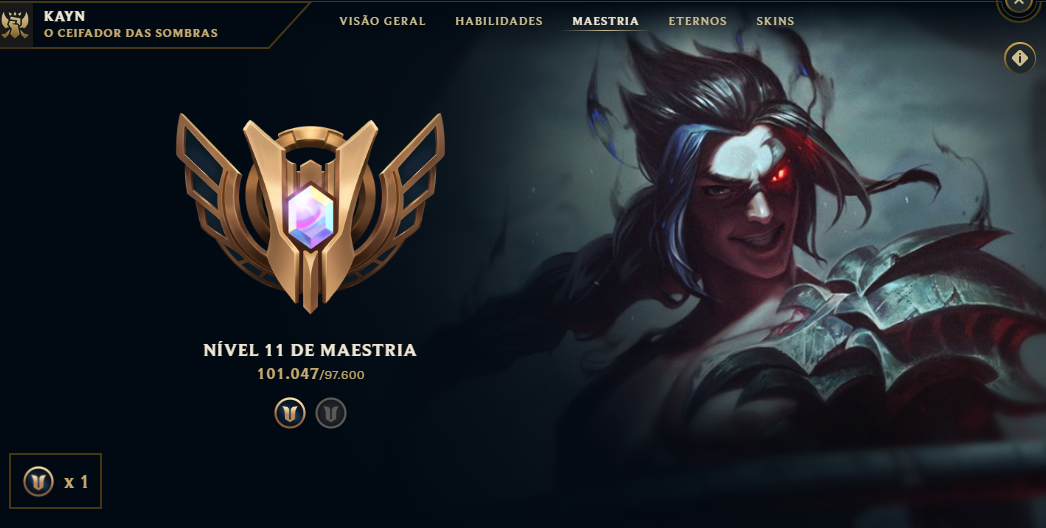 KAYN
O CEIFADOR DAS SOMBRAS
VISÃO GERAL HABILIDADES MAESTRIA ETERNOS SKINS
NÍVEL 11 DE MAESTRIA
101.047/97.600
x 1